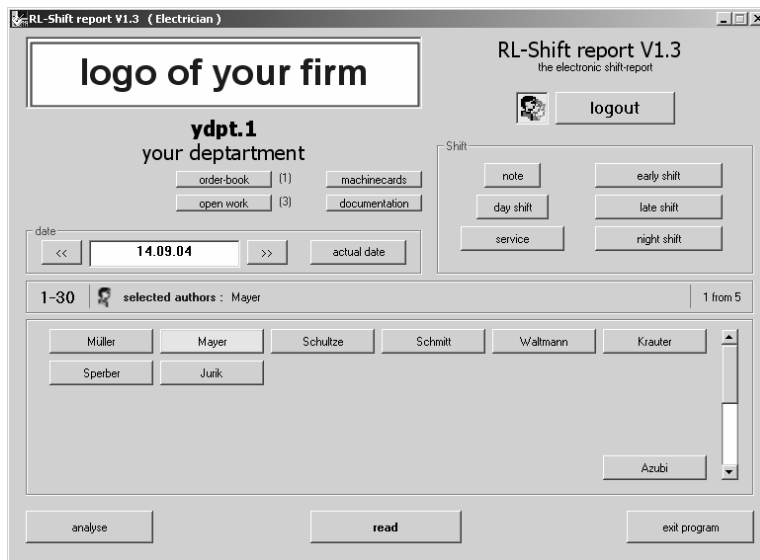 RL-Shift report V1.3 ( Electrician )
logo of your firm
RL-Shift report V1.3
the electronic shift-report
logout
ydpt.1
your deptartment
order-book (1) machinecards
open work (3) documentation
Shift
note early shift
day shift late shift
service night shift
date
<< 14.09.04 >> actual date
1-30 selected authors : Mayer 1 from 5
Müller Mayer Schultze Schmitt Waltmann Krauter
Sperber Jurik
Azubi
analyse read exit program